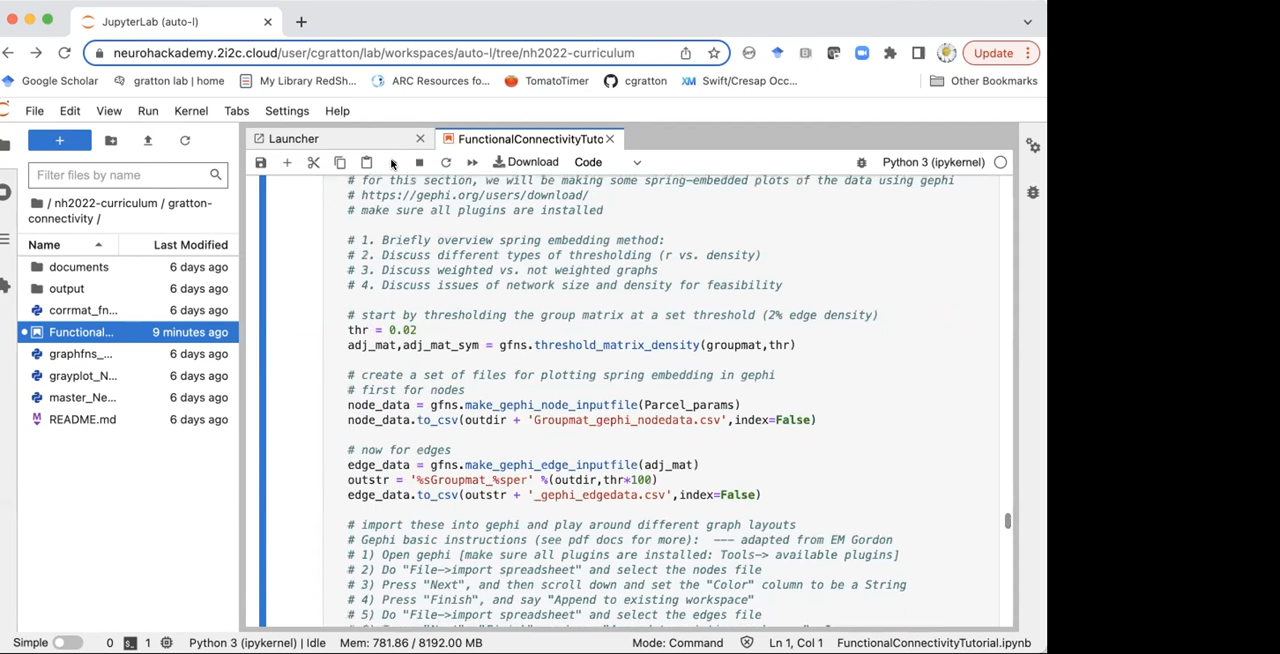 JupyterLab (auto-l)
neurohackademy.2i2c.cloud/user/cgratton/lab/workspaces/auto-l/tree/nh2022-curriculum
Update
Google Scholar
gratton lab | home
My Library RedSh...
ARC Resources fo...
TomatoTimer
cgratton
XM Swift/Cresap Occ...
Other Bookmarks
File Edit View Run Kernel Tabs Settings Help
Launcher
FunctionalConnectivityTuto
Download
Code
Python 3 (ipykernel)
Filter files by name
/ nh2022-curriculum / gratton-
connectivity /
Name Last Modified
documents 6 days ago
output 6 days ago
corrmat_fn... 6 days ago
Functional... 9 minutes ago
graphfns_... 6 days ago
grayplot_N... 6 days ago
master_Ne... 6 days ago
README.md 6 days ago
# for this section, we will be making some spring-embedded plots of the data using gephi
# https://gephi.org/users/download/
# make sure all plugins are installed
# 1. Briefly overview spring embedding method:
# 2. Discuss different types of thresholding (r vs. density)
# 3. Discuss weighted vs. not weighted graphs
# 4. Discuss issues of network size and density for feasibility
# start by thresholding the group matrix at a set threshold (2% edge density)
thr = 0.02
adj_mat,adj_mat_sym = gfns.threshold_matrix_density(groupmat,thr)
# create a set of files for plotting spring embedding in gephi
# first for nodes
node_data = gfns.make_gephi_node_inputfile(Parcel_params)
node_data.to_csv(outdir + 'Groupmat_gephi_nodedata.csv',index=False)
# now for edges
edge_data = gfns.make_gephi_edge_inputfile(adj_mat)
outstr = '%sGroupmat_%sper' %(outdir,thr*100)
edge_data.to_csv(outstr + '_gephi_edgedata.csv',index=False)
# import these into gephi and play around different graph layouts
# Gephi basic instructions (see pdf docs for more): --- adapted from EM Gordon
# 1) Open gephi [make sure all plugins are installed: Tools-> available plugins]
# 2) Do "File->import spreadsheet" and select the nodes file
# 3) Press "Next", and then scroll down and set the "Color" column to be a String
# 4) Press "Finish", and say "Append to existing workspace"
# 5) Do "File->import spreadsheet" and select the edges file
Simple 0 1 Python 3 (ipykernel) | Idle Mem: 781.86 / 8192.00 MB Mode: Command Ln 1, Col 1 FunctionalConnectivityTutorial.ipynb